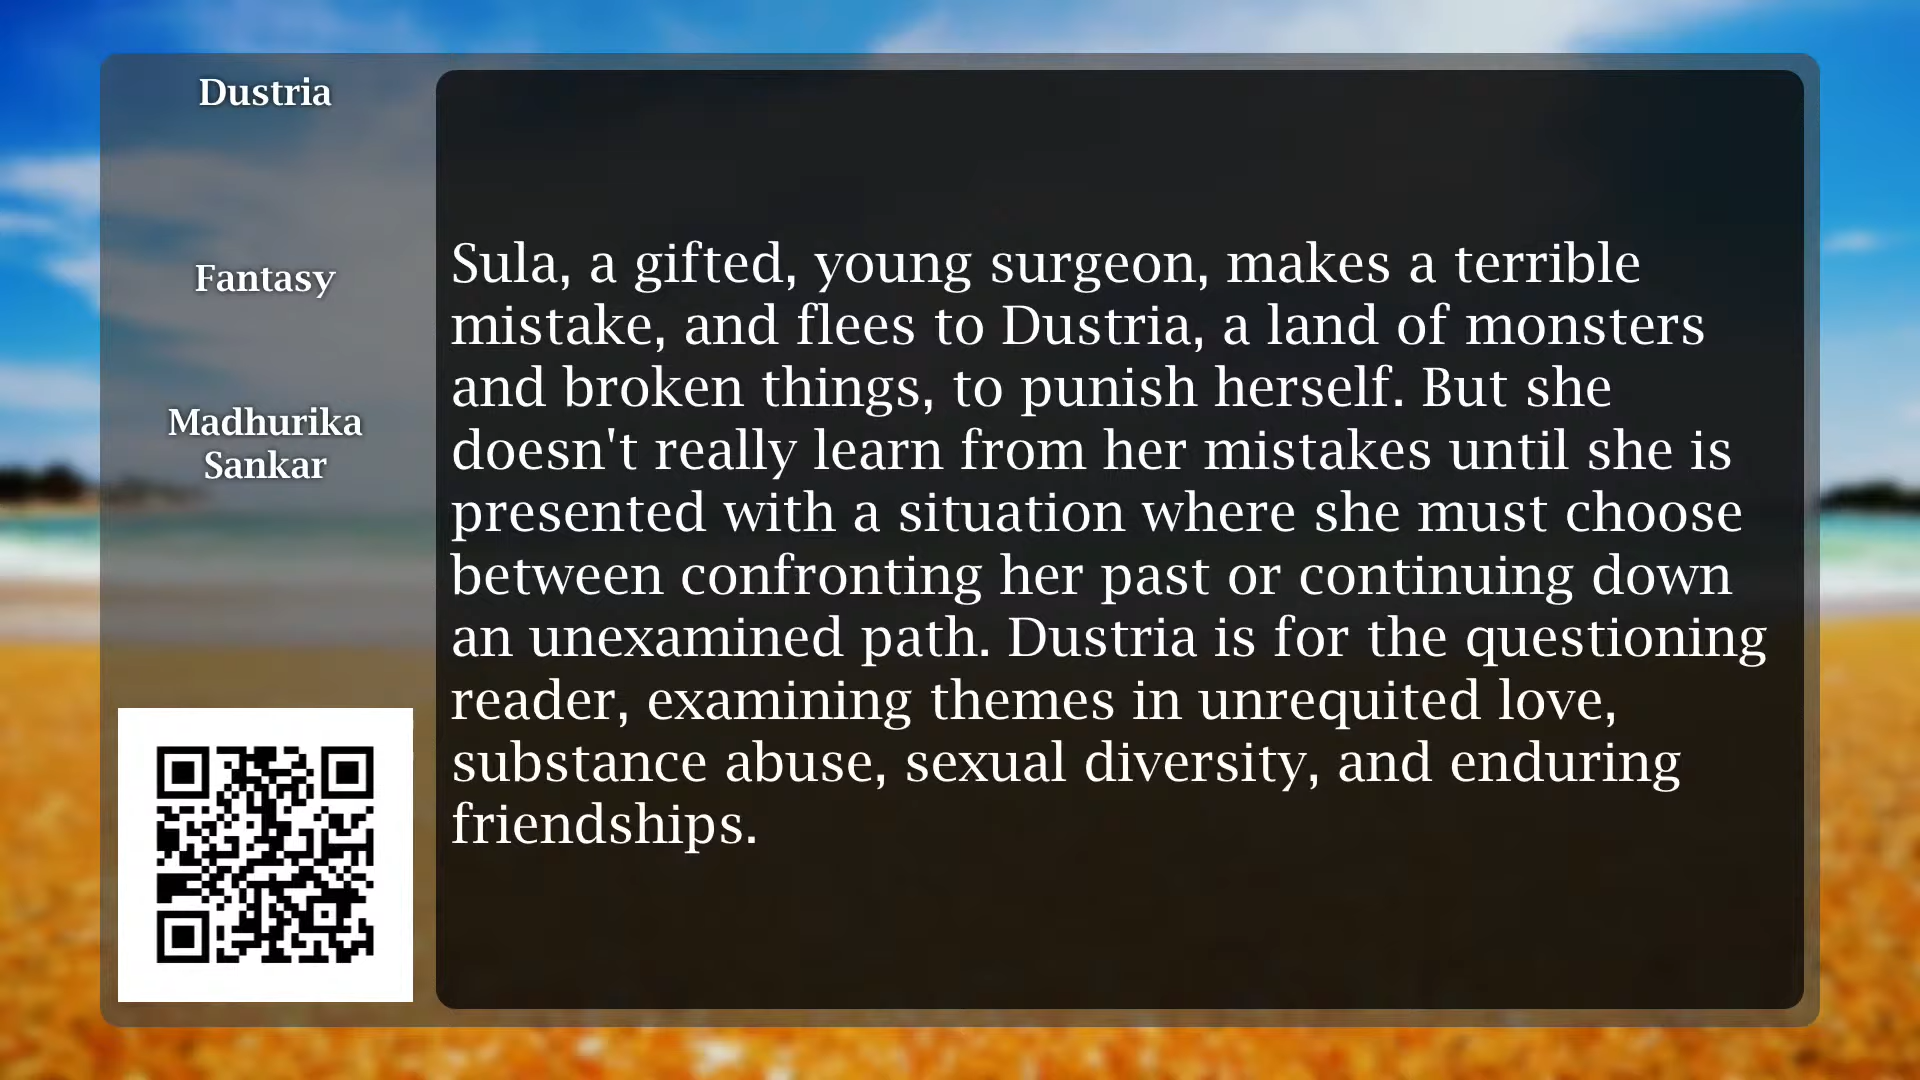 Dustria
Fantasy
Madhurika
Sankar
Sula, a gifted, young surgeon, makes a terrible
mistake, and flees to Dustria, a land of monsters
and broken things, to punish herself. But she
doesn't really learn from her mistakes until she is
presented with a situation where she must choose
between confronting her past or continuing down
an unexamined path. Dustria is for the questioning
reader, examining themes in unrequited love,
substance abuse, sexual diversity, and enduring
friendships.